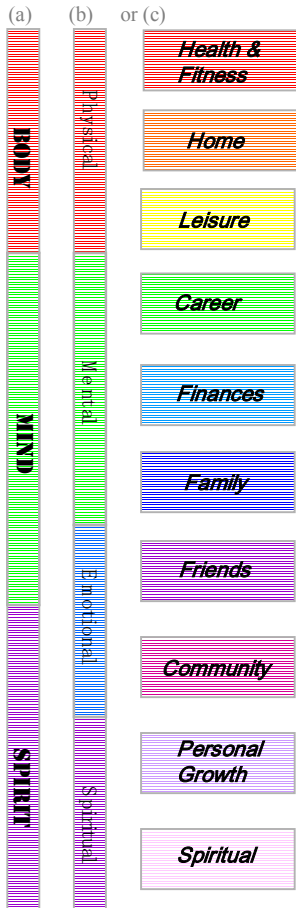 (a)
(b)
or (c)
BODY
MIND
SPIRIT
Physical
Mental
Emotional
Spiritual
Health &
Fitness
Home
Leisure
Career
Finances
Family
Friends
Community
Personal
Growth
Spiritual